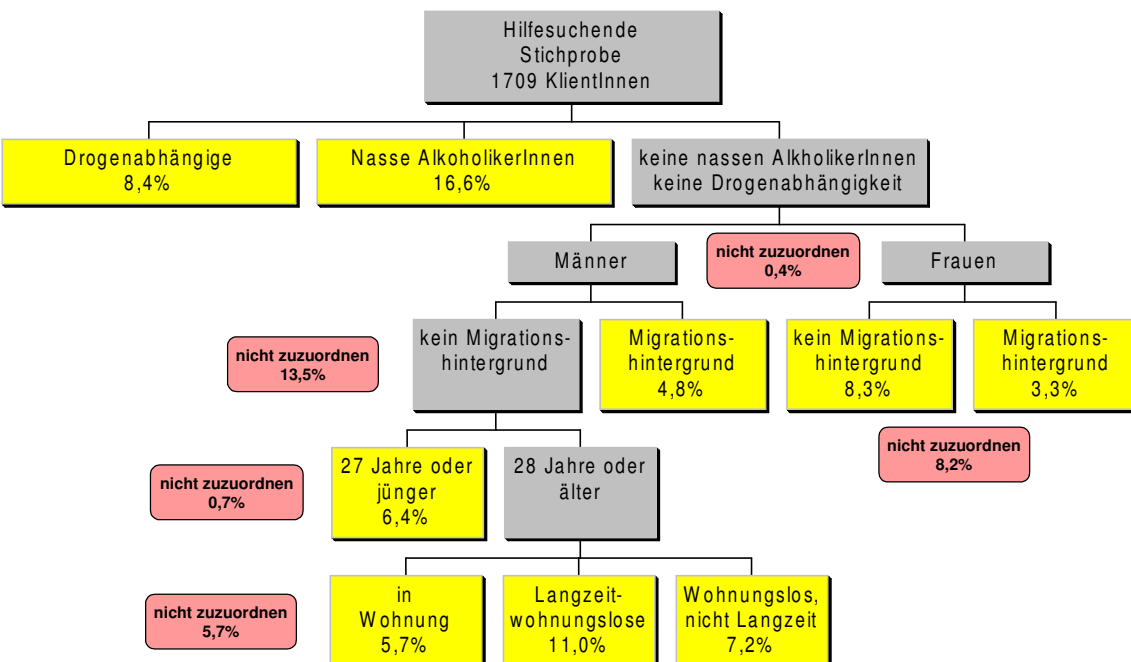 Hilfesuchende
Stichprobe
1709 KlientInnen
Drogenabhängige
8,4%
Nasse AlkoholikerInnen
16,6%
keine nassen AlkholikerInnen
keine Drogenabhängigkeit
Männer
nicht zuzuordnen
0,4%
Frauen
nicht zuzuordnen
13,5%
kein Migrations-
hintergrund
Migrations-
hintergrund
4,8%
kein Migrations-
hintergrund
8,3%
Migrations-
hintergrund
3,3%
nicht zuzuordnen
8,2%
nicht zuzuordnen
0,7%
27 Jahre oder
jünger
6,4%
28 Jahre oder
älter
nicht zuzuordnen
5,7%
in
Wohnung
5,7%
Langzeit-
wohnungslose
11,0%
Wohnungslos,
nicht Langzeit
7,2%